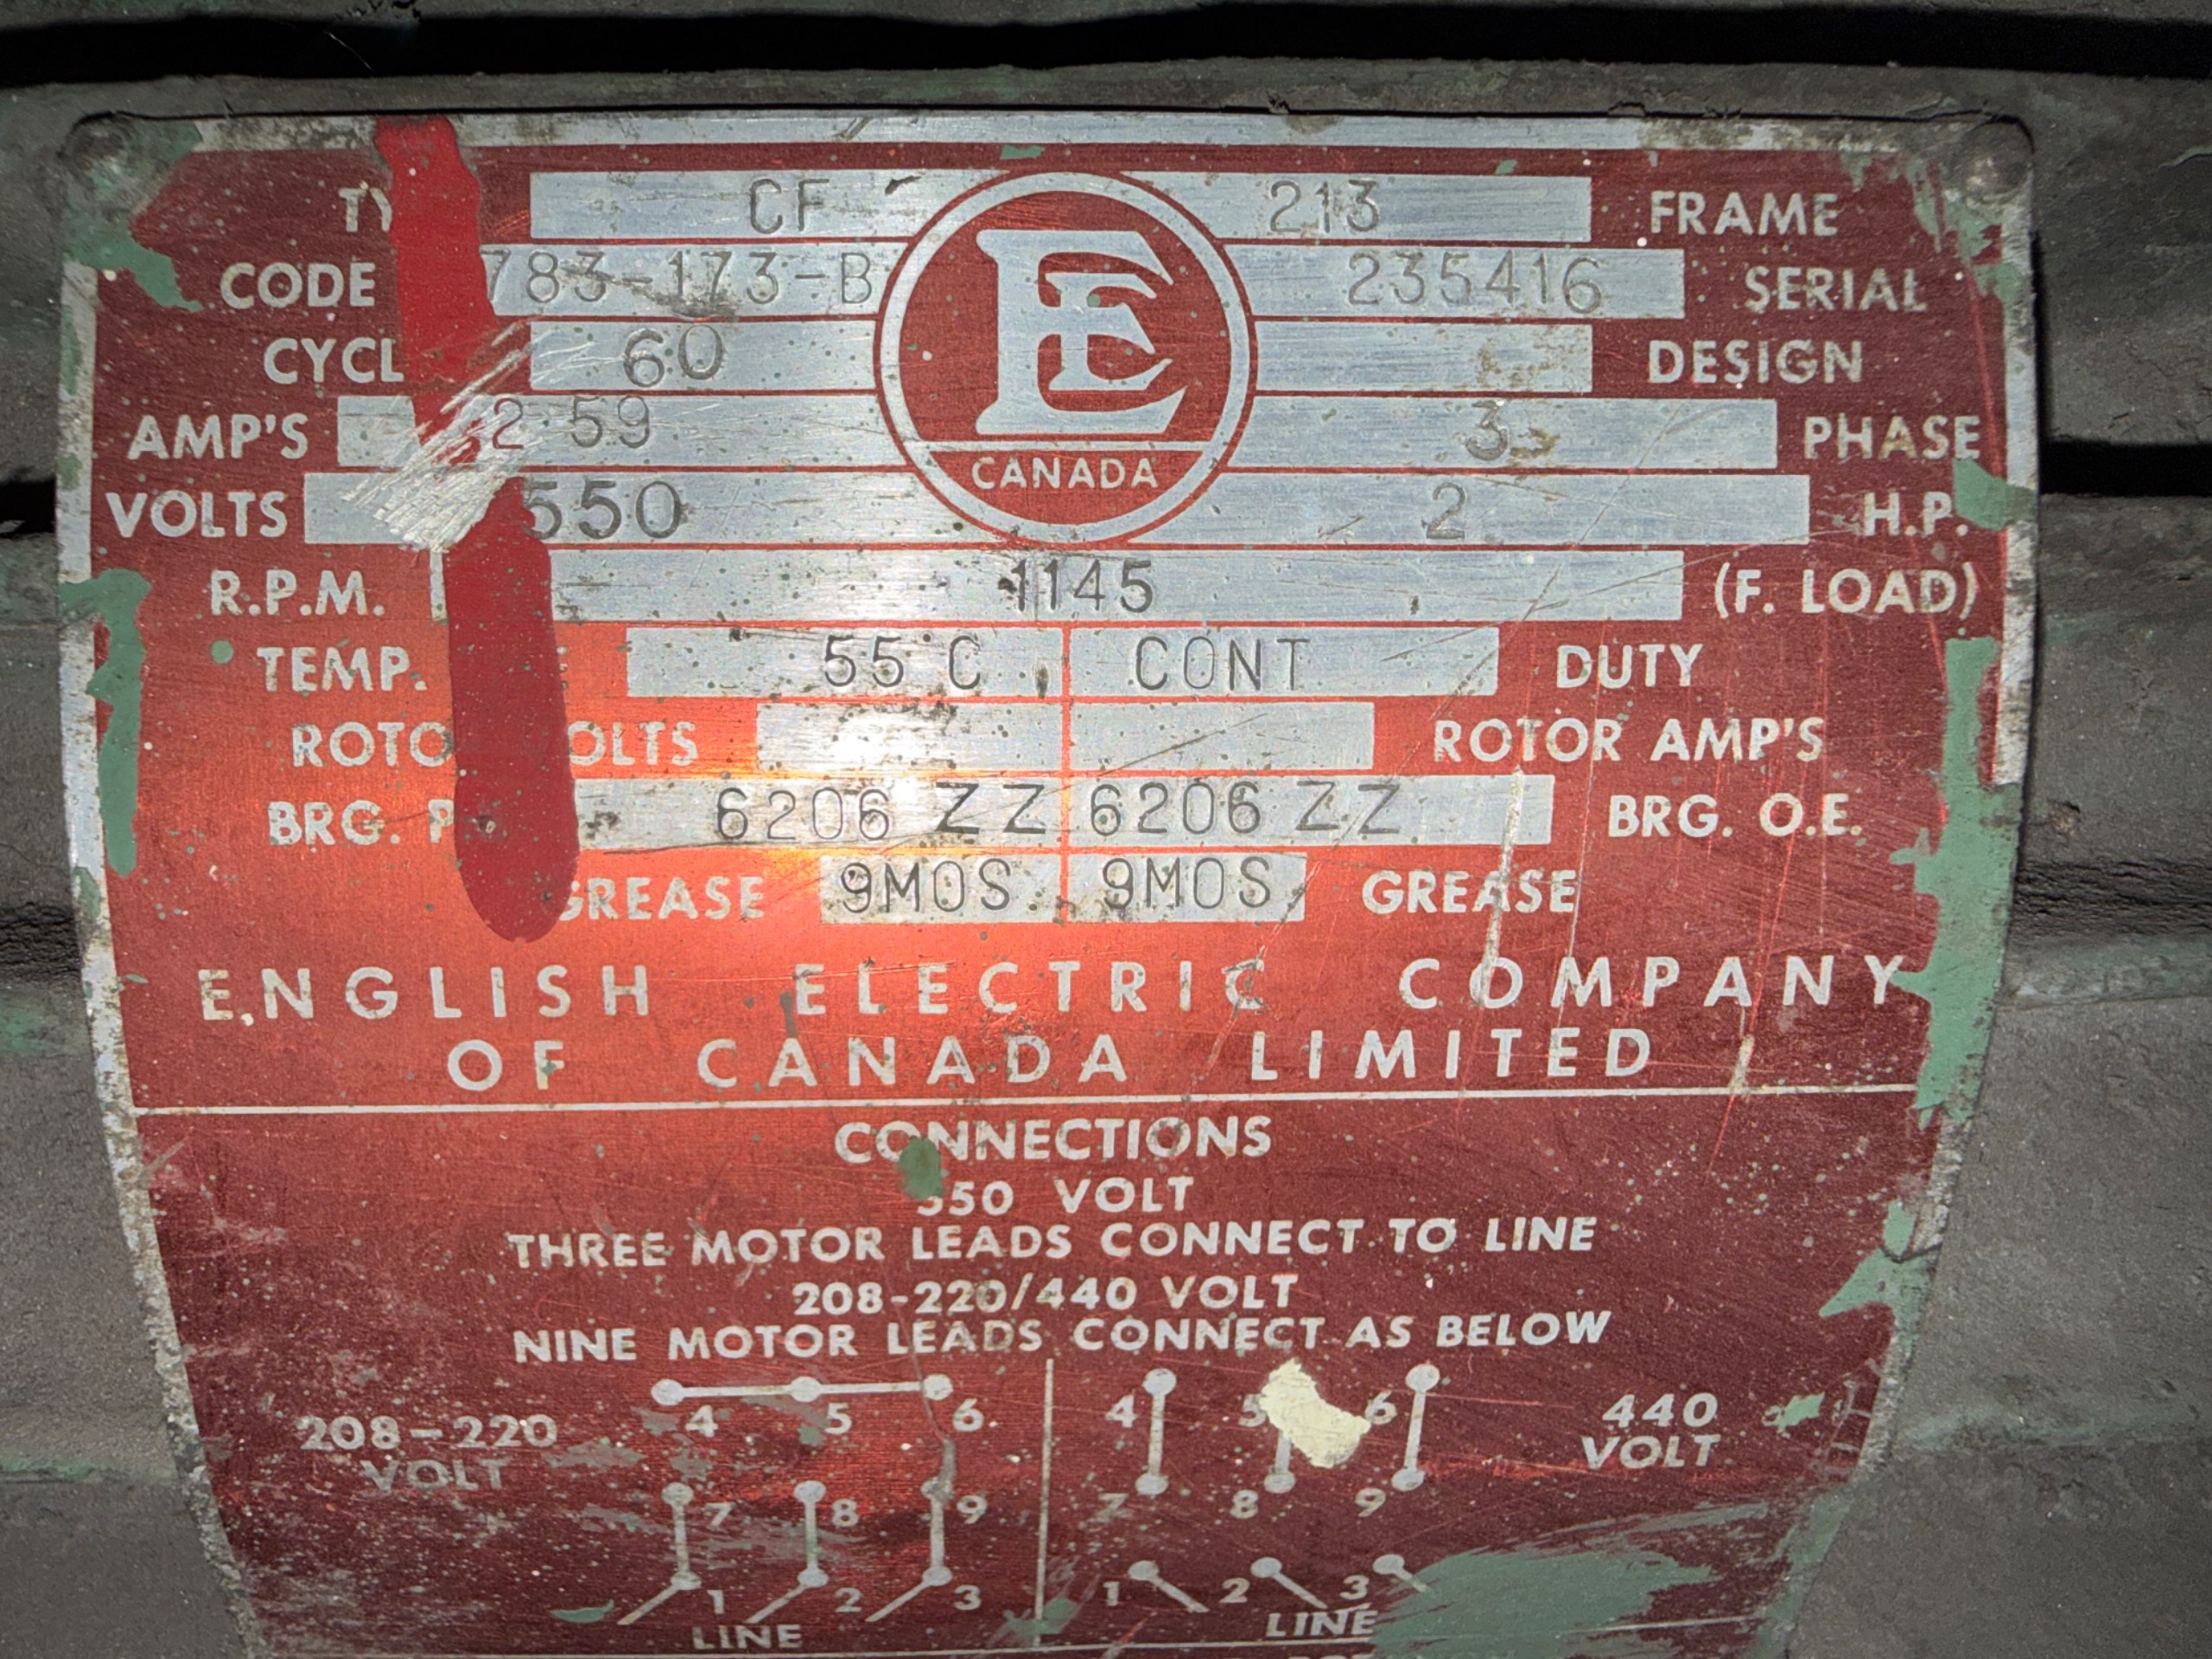 CF 213 FRAME
CODE 783-173-B 235416 SERIAL
60 DESIGN
AMP'S 2 59 3 PHASE
VOLTS 550 2 H.P.
E E
CANADA
R.P.M. 1145 (F. LOAD)
TEMP. 55°C CONT DUTY
ROTOR AMP'S
BRG. 6206 ZZ 6206 ZZ BRG. O.E.
GREASE 9MOS 9MOS GREASE
ENGLISH ELECTRIC COMPANY
OF CANADA LIMITED
CONNECTIONS
550 VOLT
THREE MOTOR LEADS CONNECT TO LINE
208-220/440 VOLT
NINE MOTOR LEADS CONNECT AS BELOW
4 5 6 4 5 6
208-220 VOLT 440 VOLT
7 8 9 7 8 9
1 2 3 1 2 3
LINE LINE